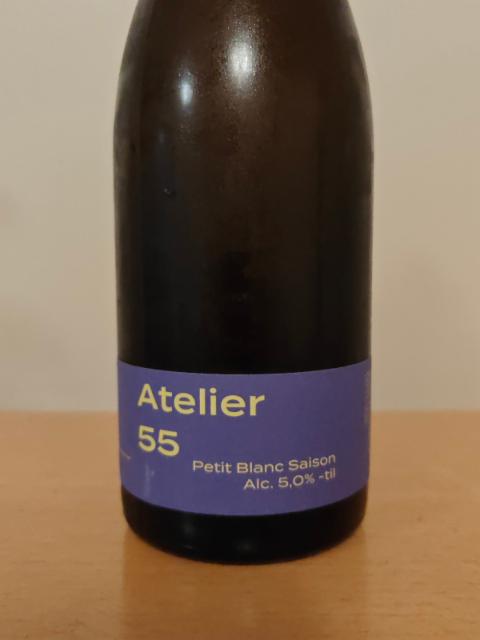 Atelier
55
Petit Blanc Saison
Alc. 5,0% -til